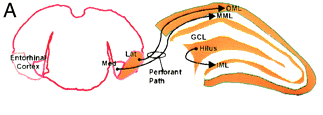 A
OML
MML
GCL
Hilus
IML
Entorhinal
Cortex
Lat
Med
Perforant
Path